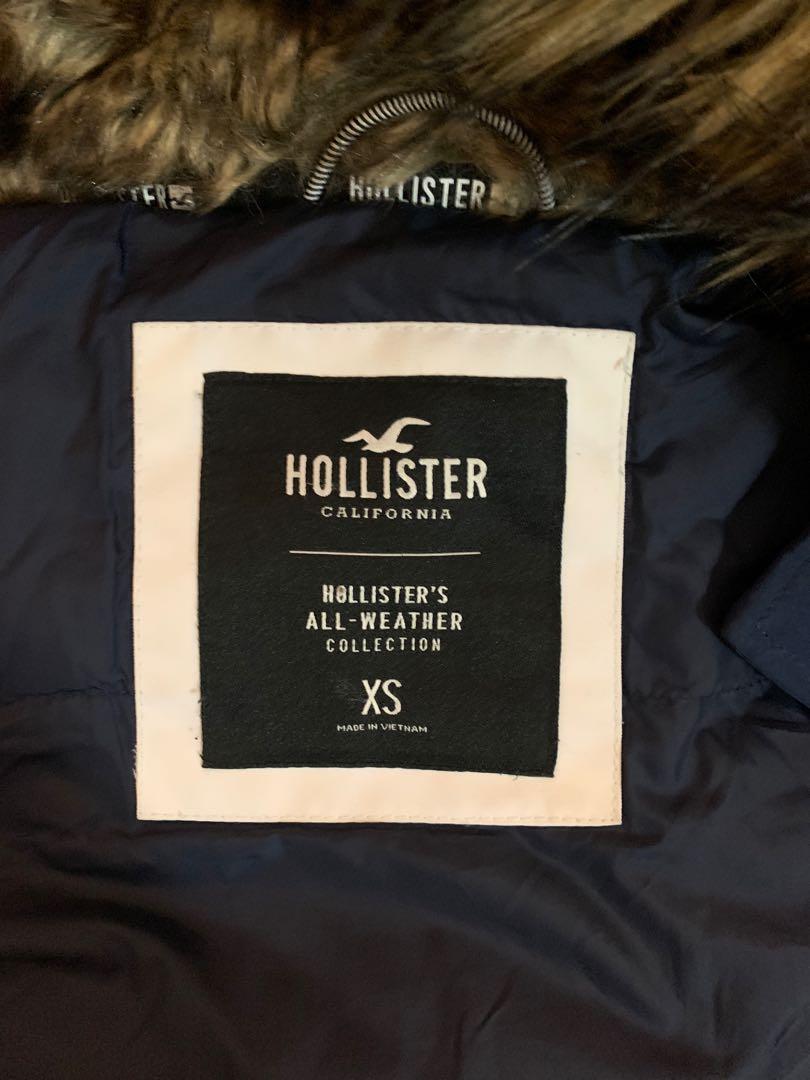 HOLLISTER
HOLLISTER
CALIFORNIA
HOLLISTER'S
ALL-WEATHER
COLLECTION
XS
MADE IN VIETNAM